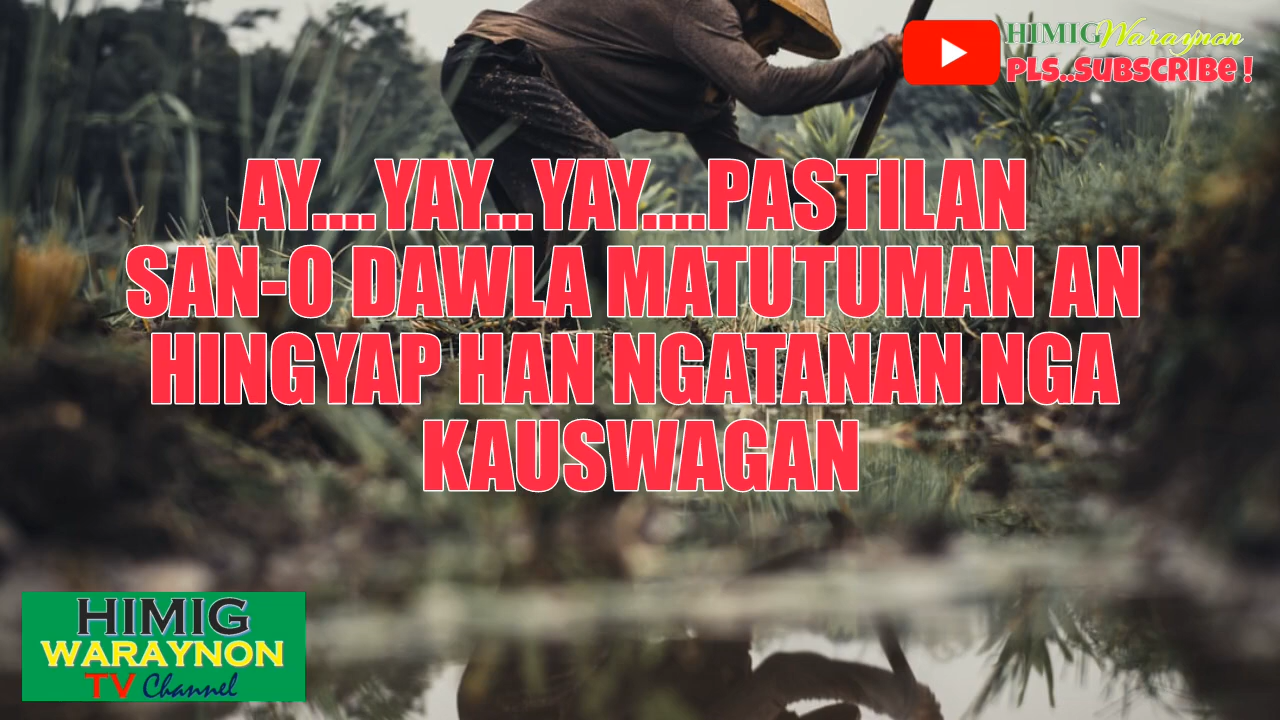 HIMIG Waraynon
PLS..SUBSCRIBE !
AY....YAY...YAY....PASTILAN
SAN-O DAWLA MATUTUMAN AN
HINGYAP HAN NGATANAN NGA
KAUSWAGAN
HIMIG
WARAYNON
TV Channel